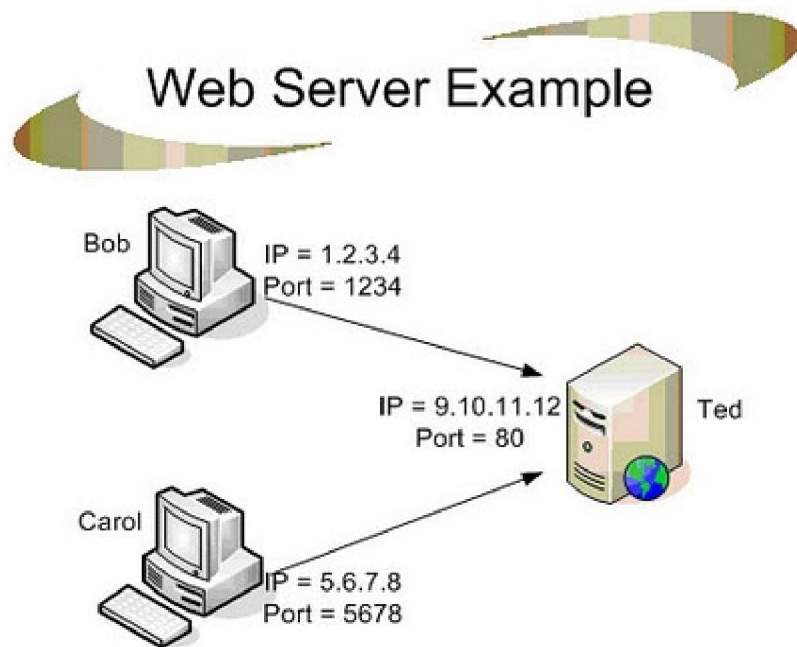 Web Server Example
Bob
IP = 1.2.3.4
Port = 1234
IP = 9.10.11.12
Port = 80
Ted
Carol
IP = 5.6.7.8
Port = 5678